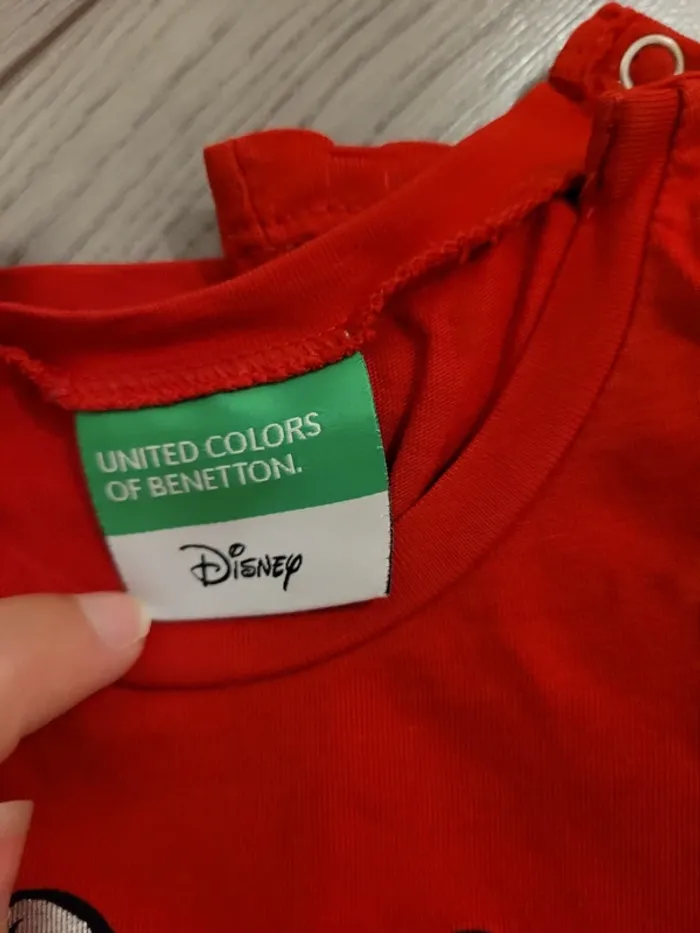 UNITED COLORS
OF BENETTON.
Disney